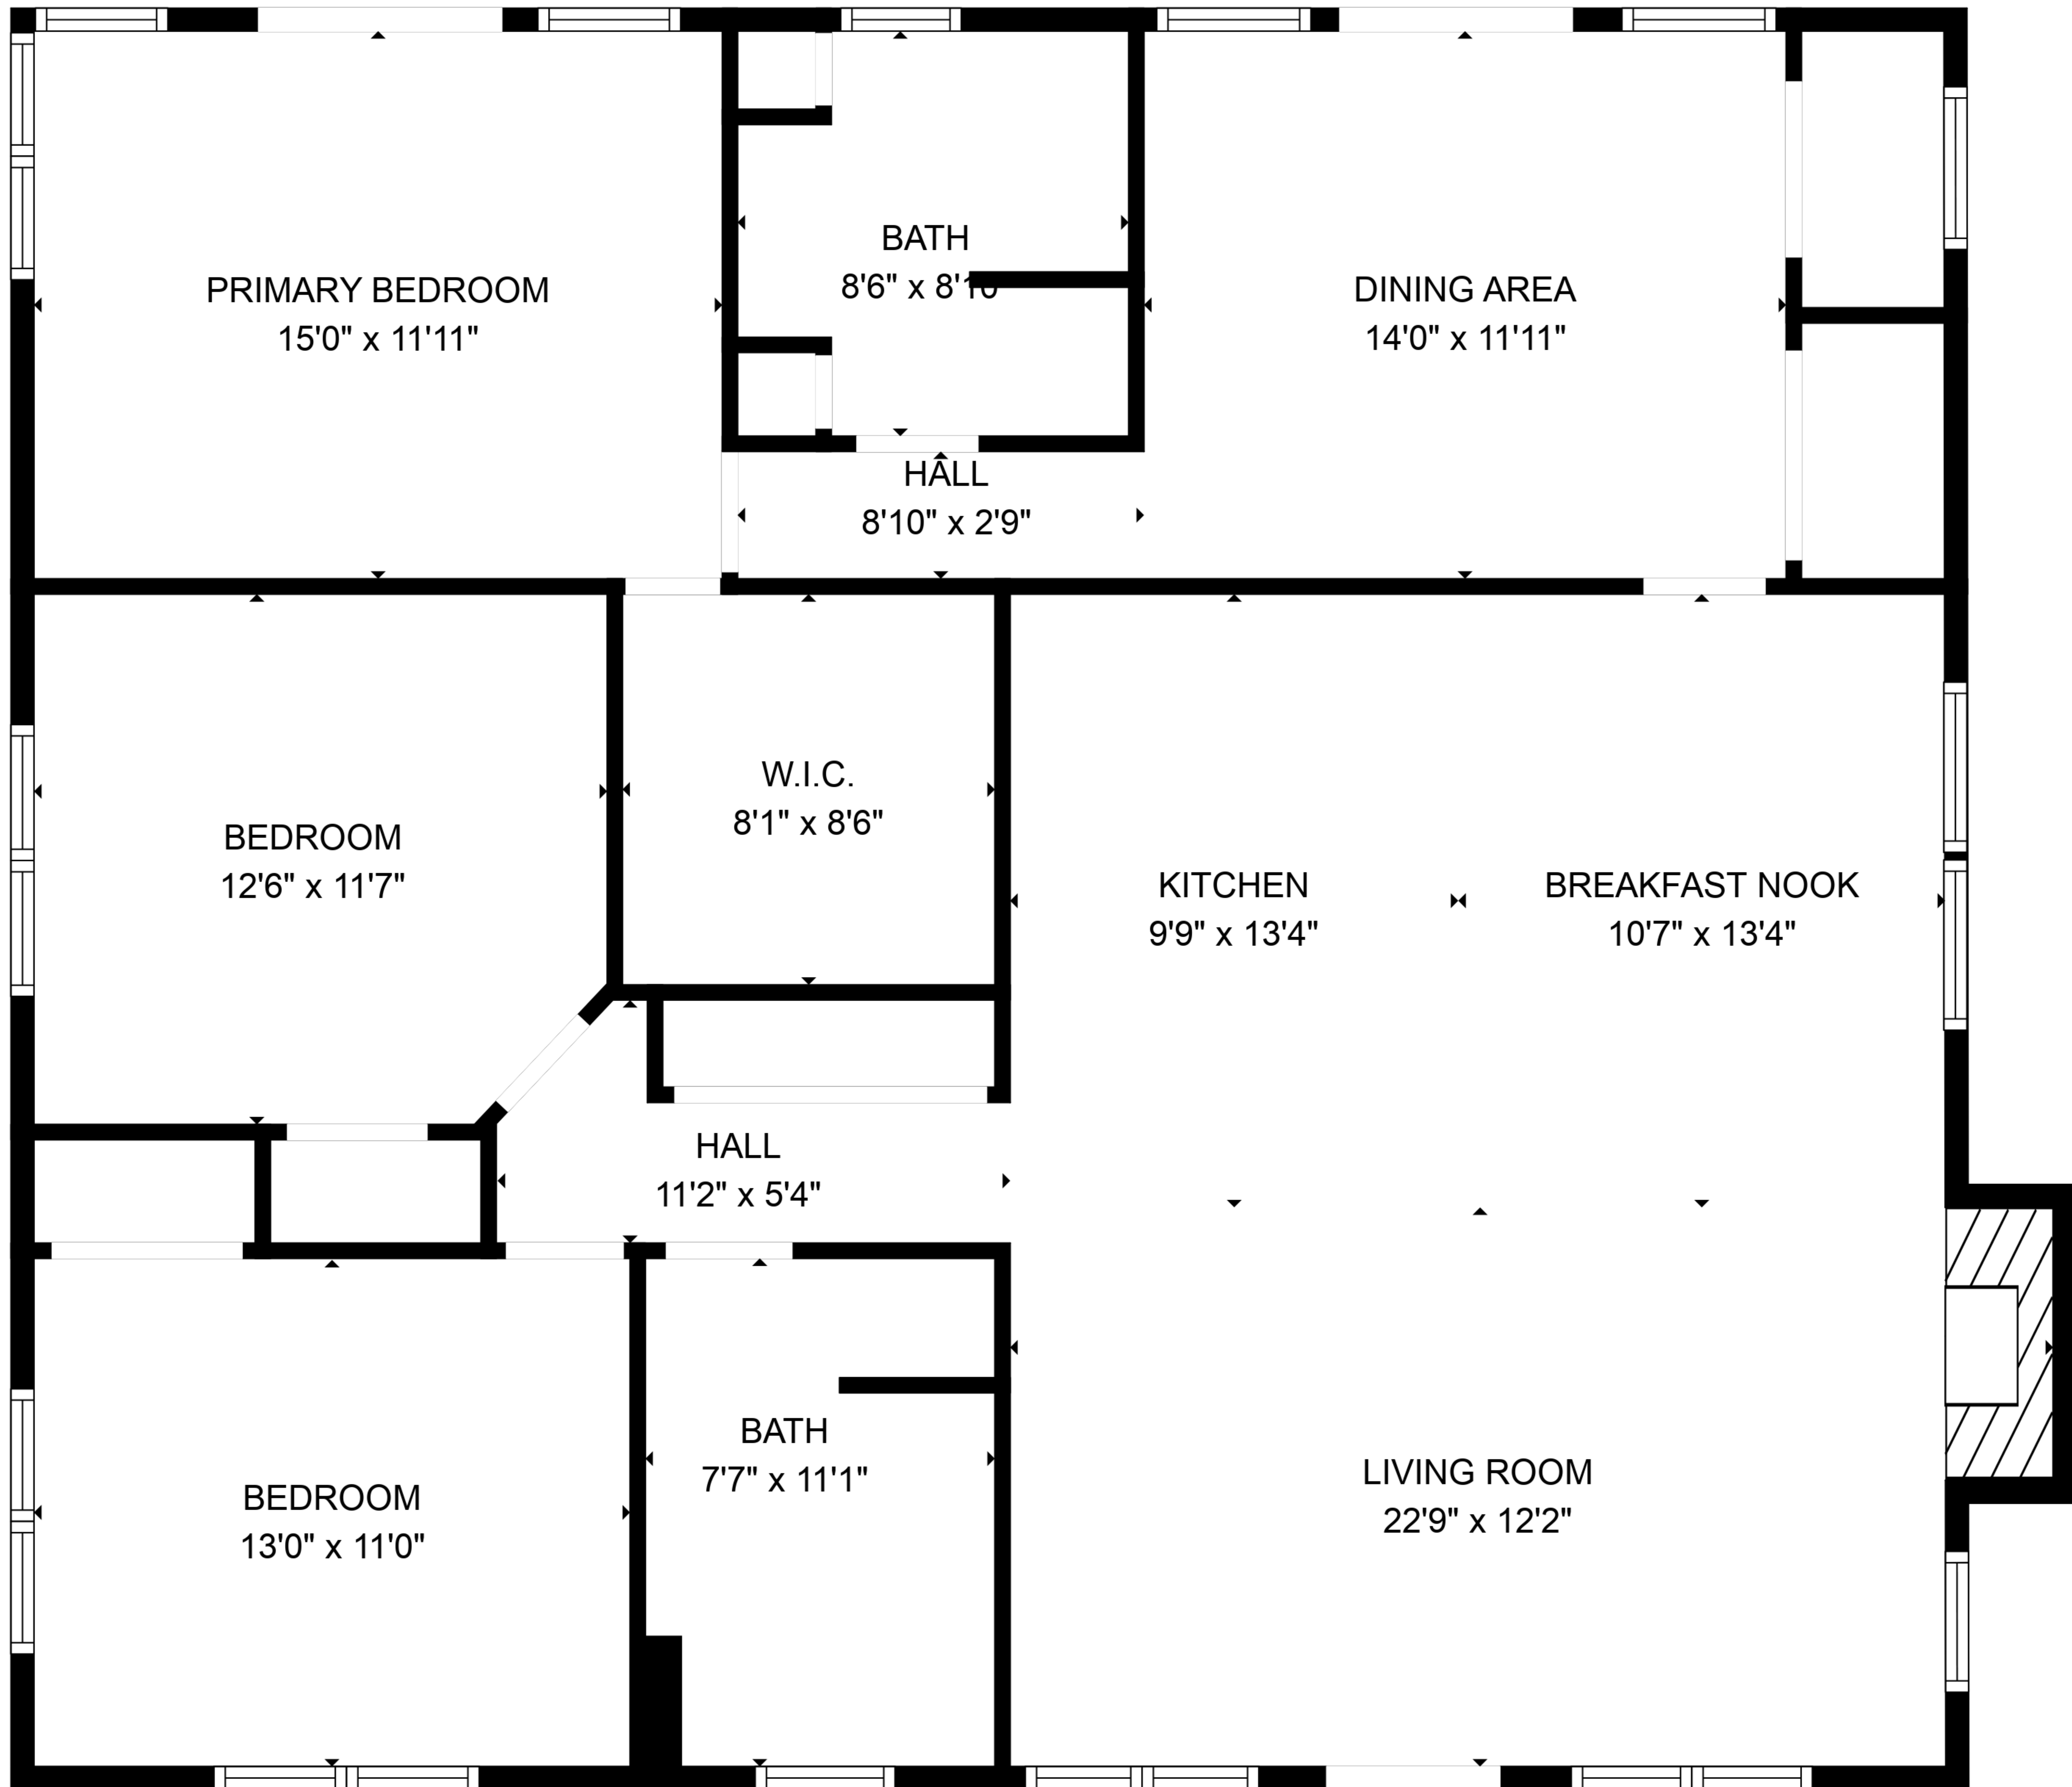 PRIMARY BEDROOM
15'0" x 11'11"
BATH
8'6" x 8'10
DINING AREA
14'0" x 11'11"
HALL
8'10" x 2'9"
BEDROOM
12'6" x 11'7"
W.I.C.
8'1" x 8'6"
KITCHEN
9'9" x 13'4"
BREAKFAST NOOK
10'7" x 13'4"
HALL
11'2" x 5'4"
BEDROOM
13'0" x 11'0"
BATH
7'7" x 11'1"
LIVING ROOM
22'9" x 12'2"